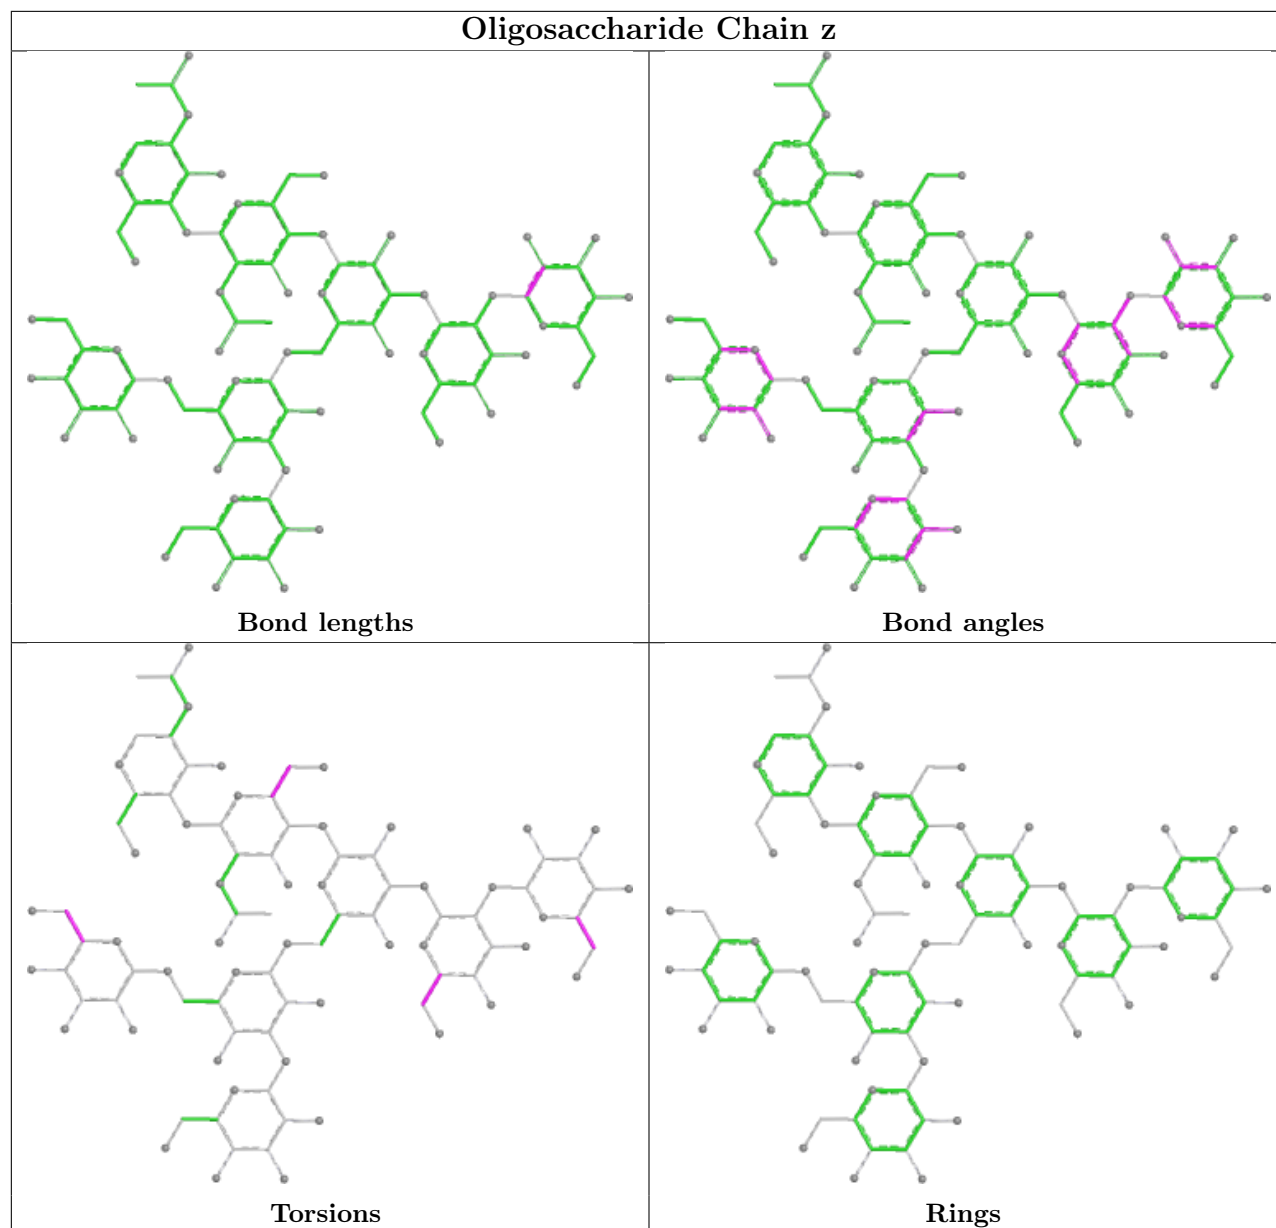 Oligosaccharide Chain z
Bond lengths
Bond angles
Torsions
Rings